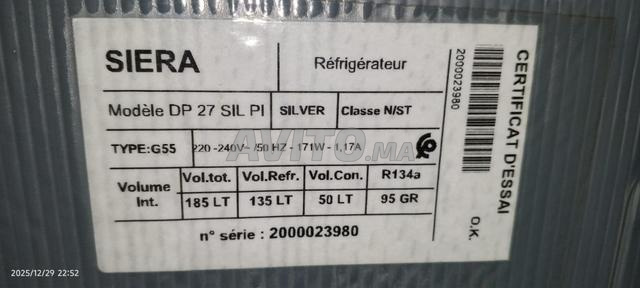 SIERA
Réfrigérateur
Modèle DP 27 SIL PI
SILVER
Classe N/ST
TYPE:G55
220 -240V~ /50 HZ - 171W - 1,17A
Volume Int.
Vol.tot.
Vol.Refr.
Vol.Con.
R134a
185 LT
135 LT
50 LT
95 GR
n° série : 2000023980
2000023980
CERTIFICAT D'ESSAI
O.K.
AVITO.ma
2025/12/29 22:52